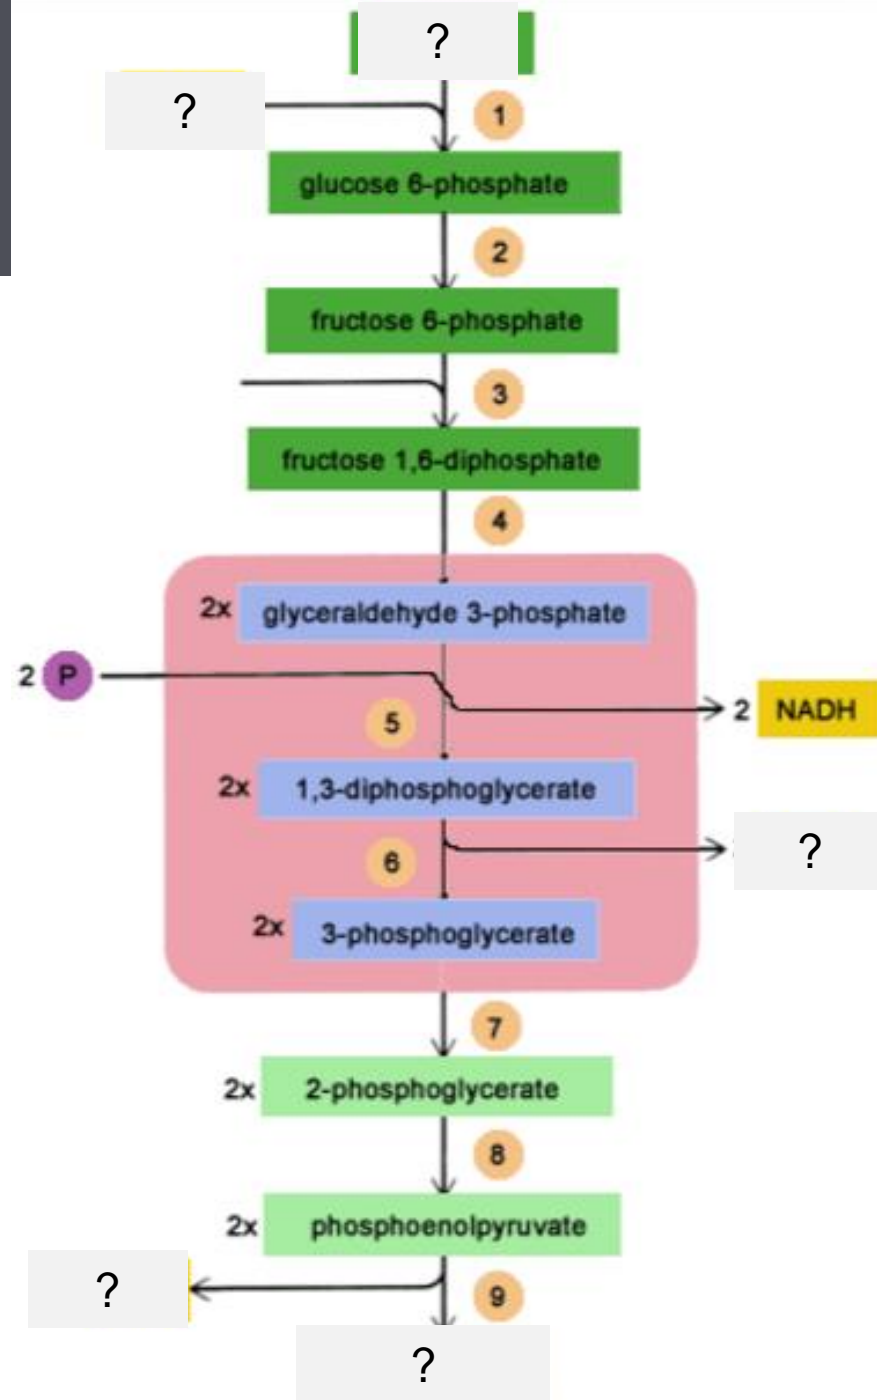 ?
?
1
glucose 6-phosphate
2
fructose 6-phosphate
3
fructose 1,6-diphosphate
4
2x glyceraldehyde 3-phosphate
2 P
5
2 NADH
2x 1,3-diphosphoglycerate
?
6
2x 3-phosphoglycerate
7
2x 2-phosphoglycerate
8
2x phosphoenolpyruvate
?
9
?